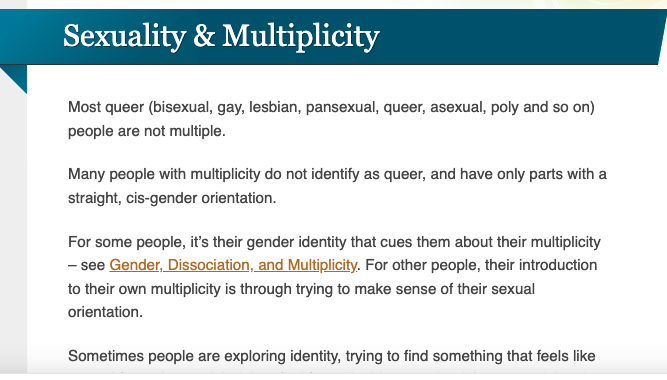 Sexuality & Multiplicity
Most queer (bisexual, gay, lesbian, pansexual, queer, asexual, poly and so on)
people are not multiple.
Many people with multiplicity do not identify as queer, and have only parts with a
straight, cis-gender orientation.
For some people, it’s their gender identity that cues them about their multiplicity
– see Gender, Dissociation, and Multiplicity. For other people, their introduction
to their own multiplicity is through trying to make sense of their sexual
orientation.
Sometimes people are exploring identity, trying to find something that feels like